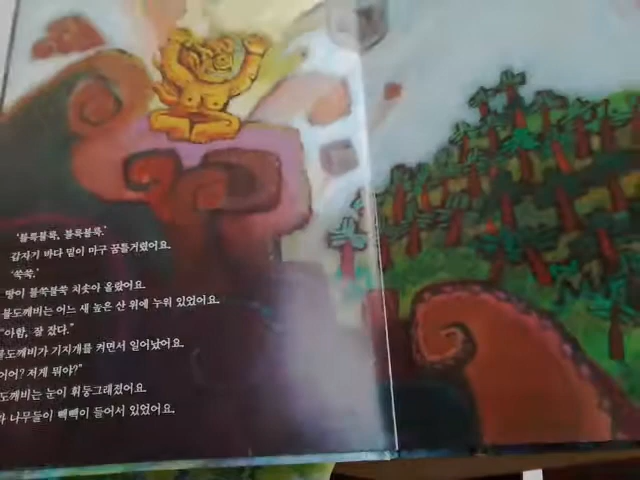 ‘블룩블룩, 블룩블룩.’
갑자기 바다 밑이 마구 꿈틀거렸어요.
‘쑥쑥.’
땅이 불쑥불쑥 치솟아 올랐어요.
불도깨비는 어느 새 높은 산 위에 누워 있었어요.
“아함, 잘 잤다.”
불도깨비가 기지개를 켜면서 일어났어요.
“어어? 저게 뭐야?”
도깨비는 눈이 휘둥그래졌어요.
나무들이 빽빽이 들어서 있었어요.